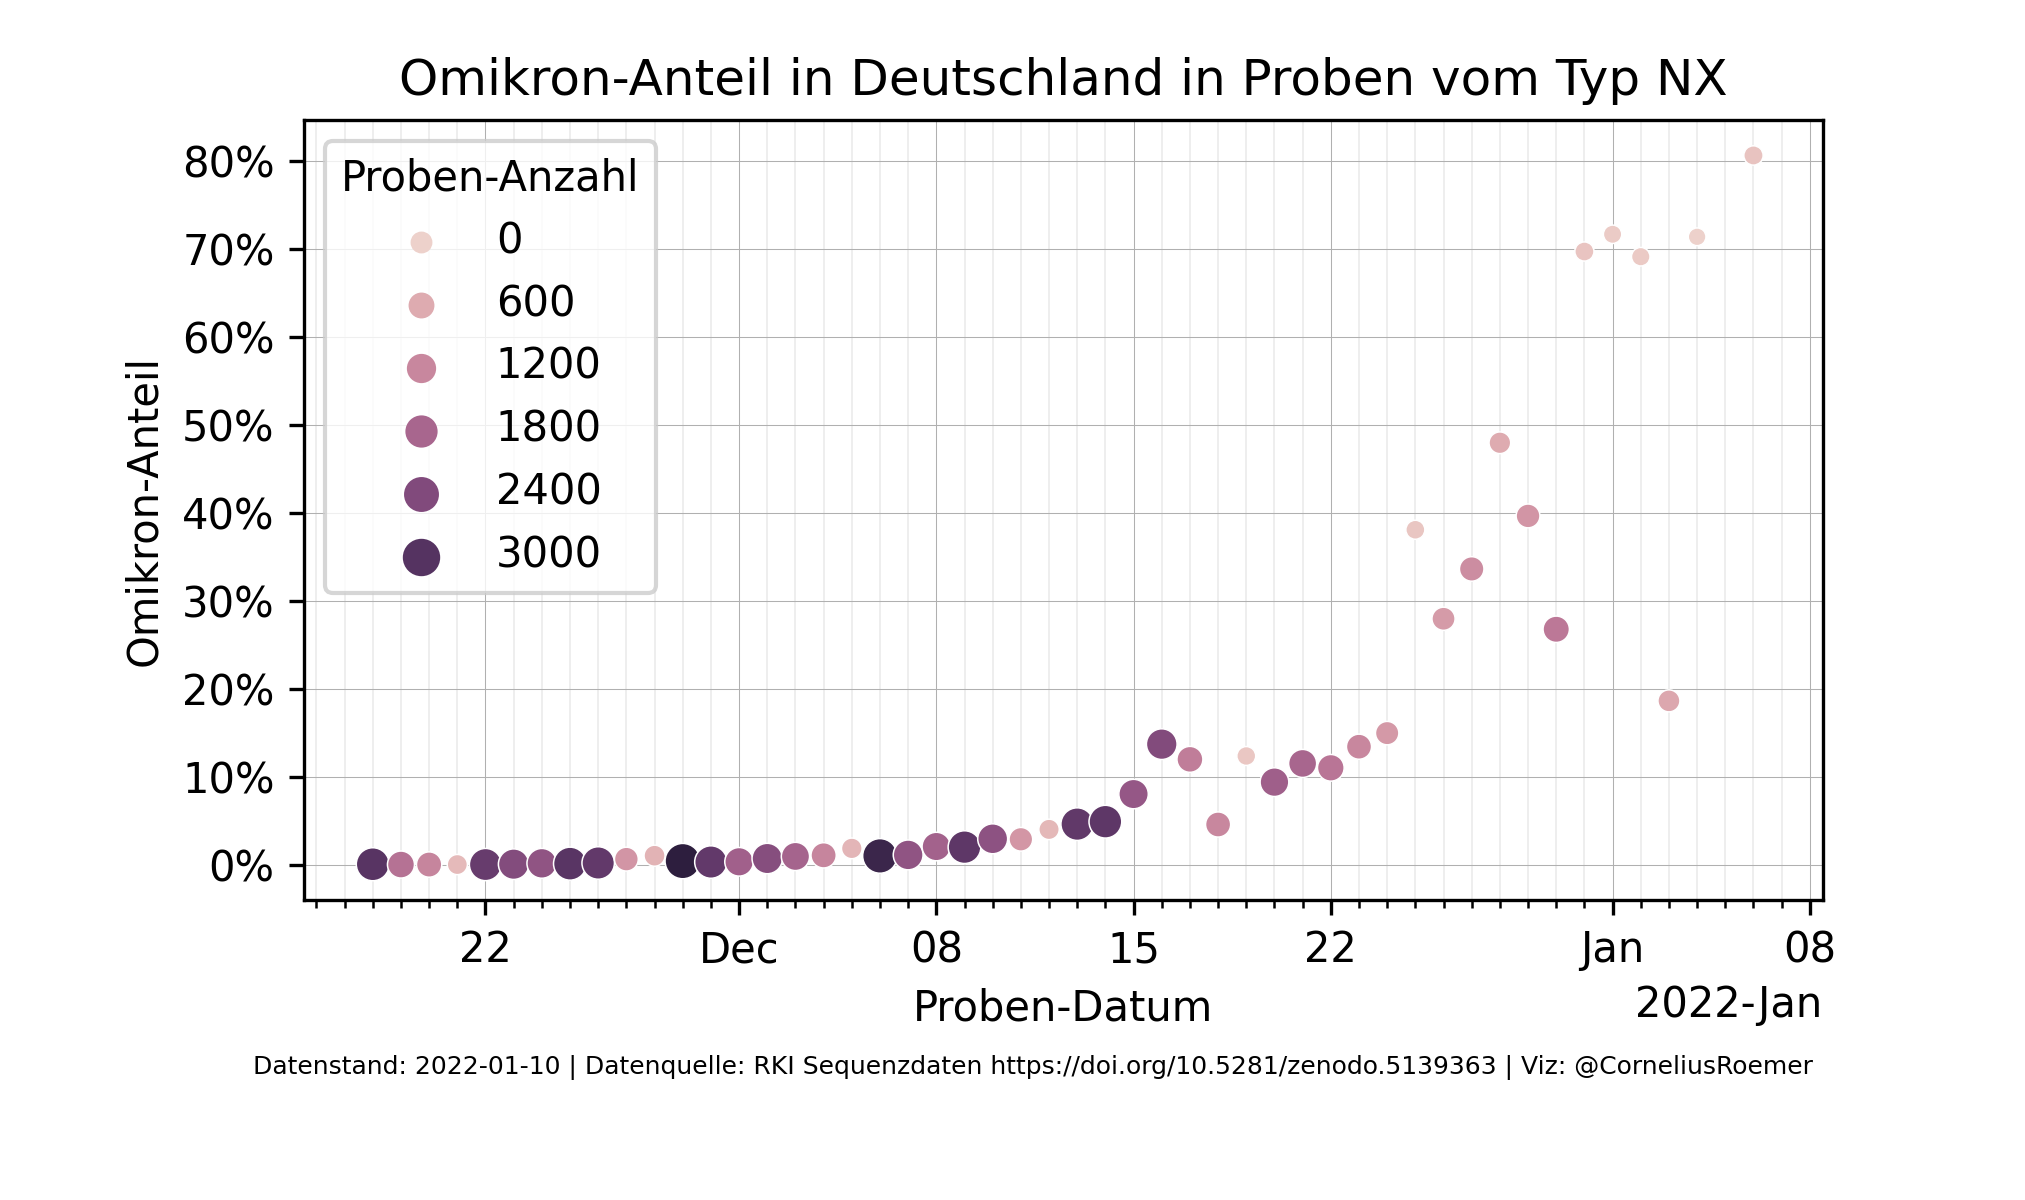 Omikron-Anteil in Deutschland in Proben vom Typ NX
80%
70%
60%
50%
40%
30%
20%
10%
0%
Omikron-Anteil
Proben-Anzahl
0
600
1200
1800
2400
3000
22 Dec 08 15 22 Jan 08
Proben-Datum
2022-Jan
Datenstand: 2022-01-10 | Datenquelle: RKI Sequenzdaten https://doi.org/10.5281/zenodo.5139363 | Viz: @CorneliusRoemer